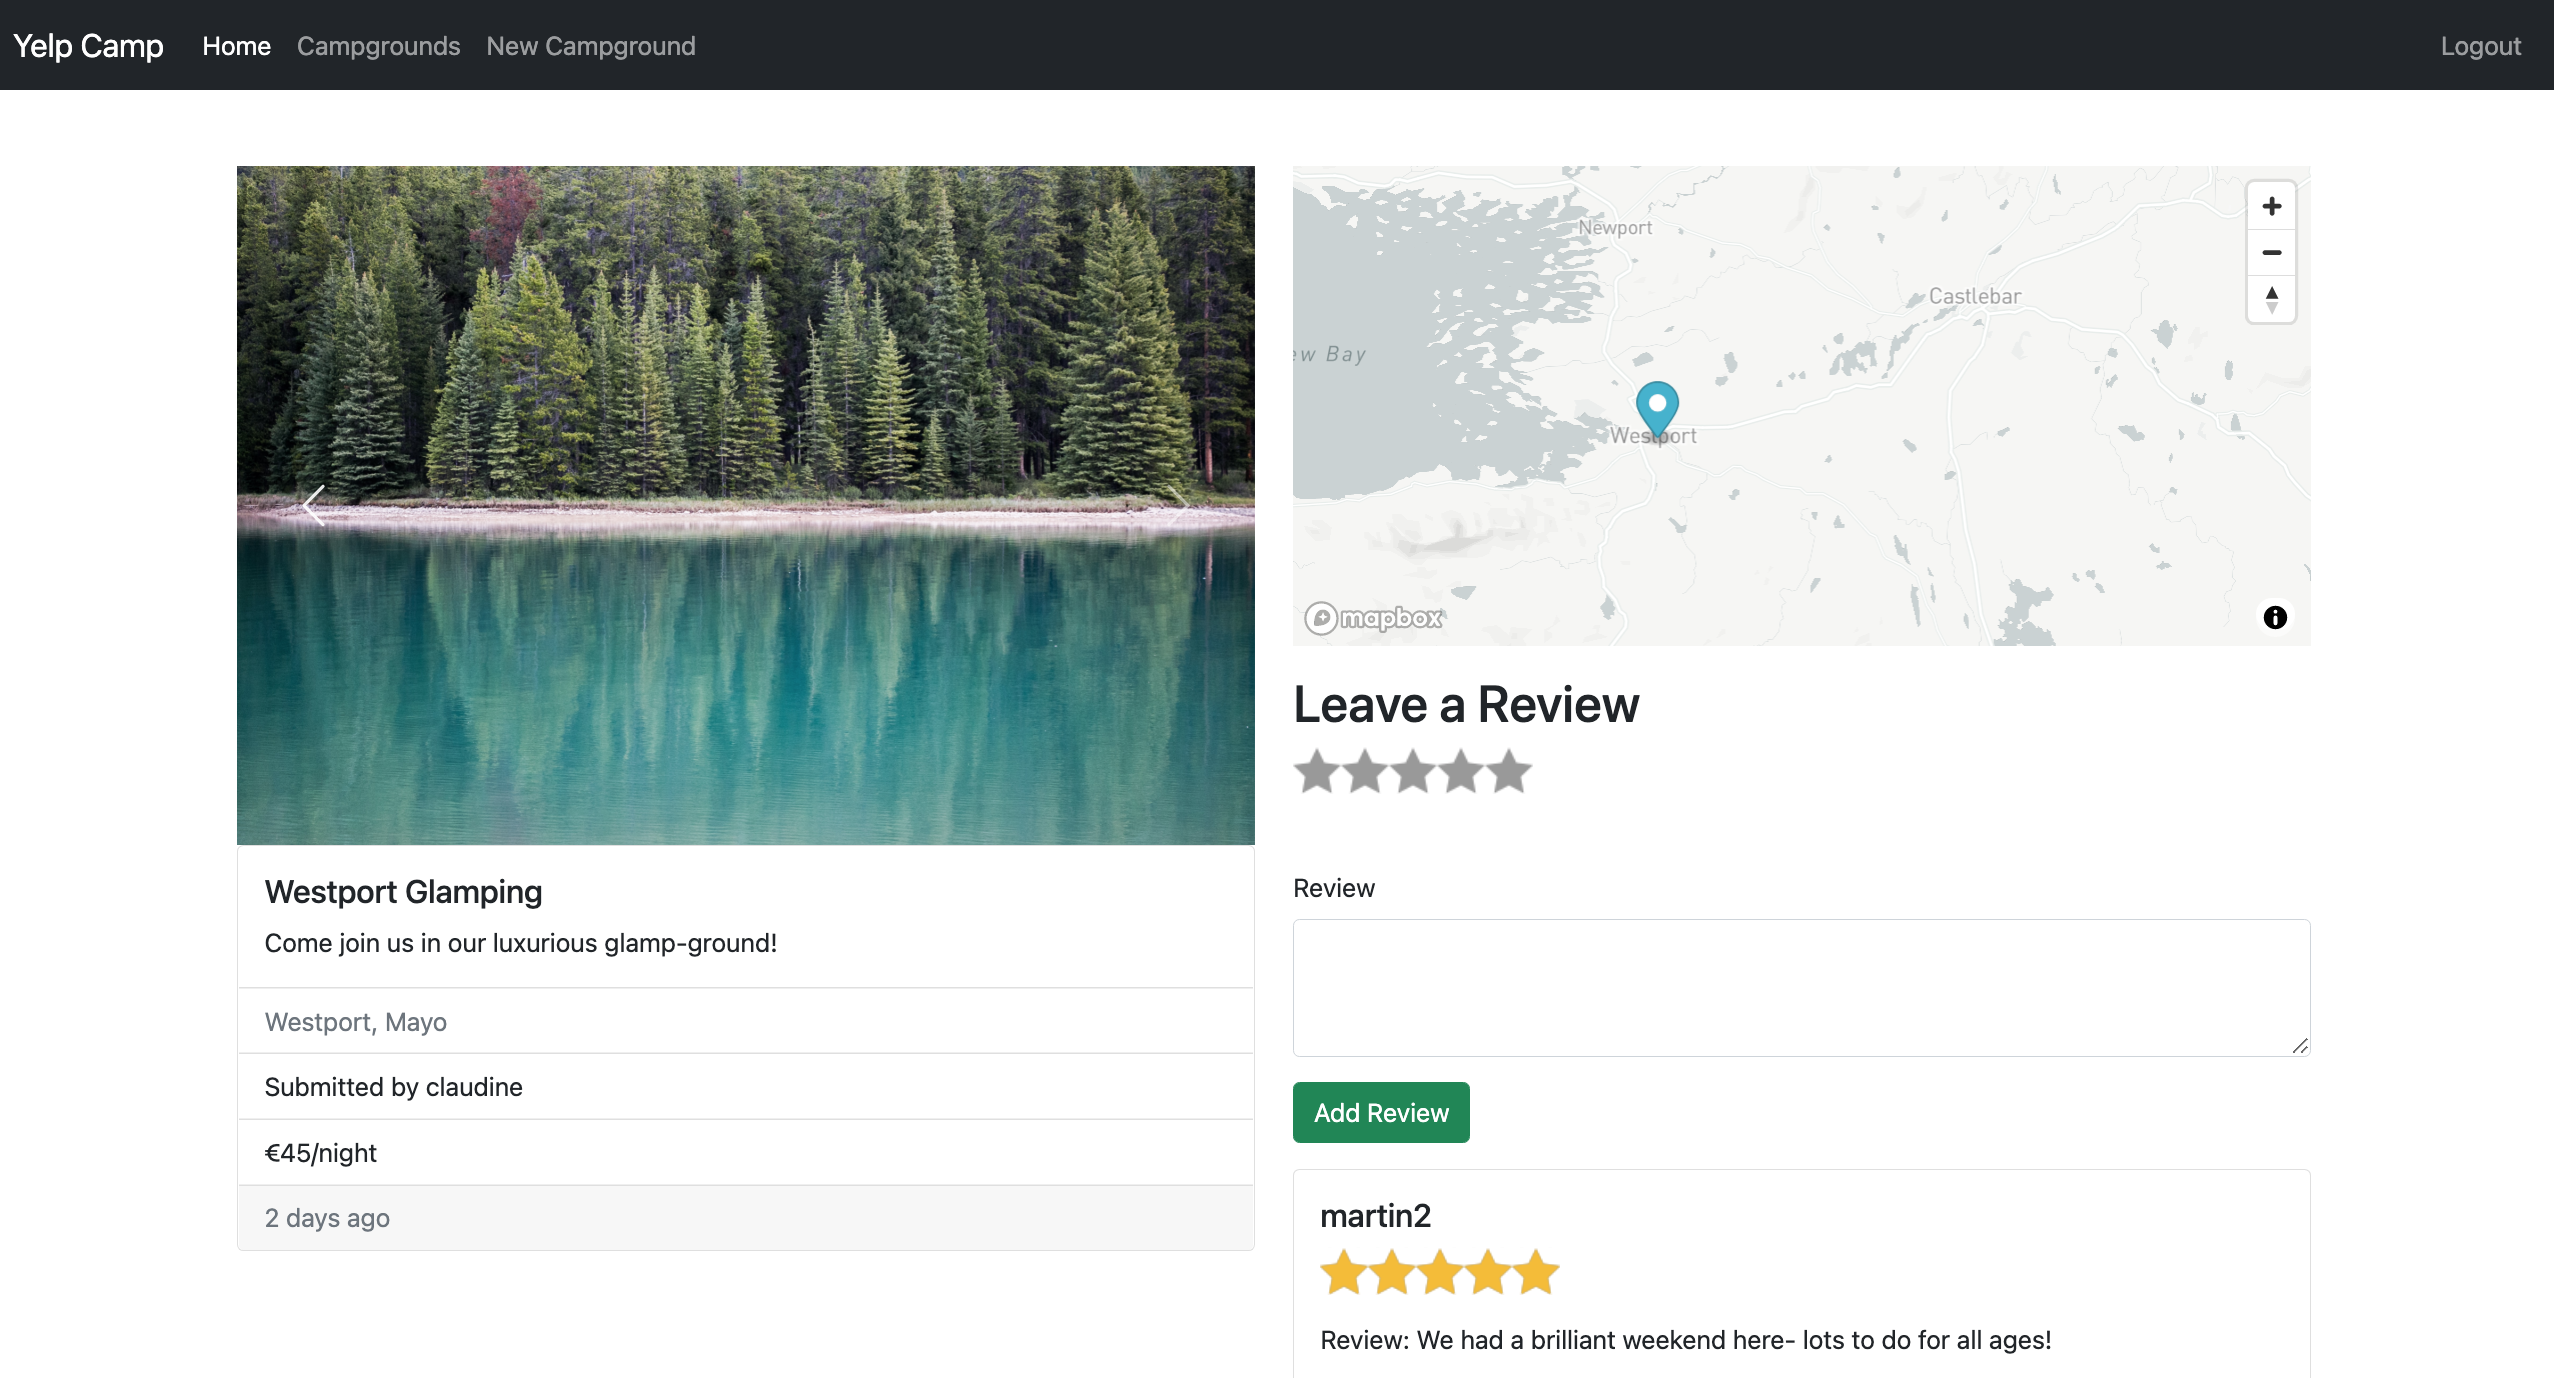 Yelp Camp Home Campgrounds New Campground Logout
Westport Glamping
Come join us in our luxurious glamp-ground!
Westport, Mayo
Submitted by claudine
€45/night
2 days ago
Newport
Castlebar
ew Bay
Westport
mapbox
Leave a Review
Review
Add Review
martin2
Review: We had a brilliant weekend here- lots to do for all ages!